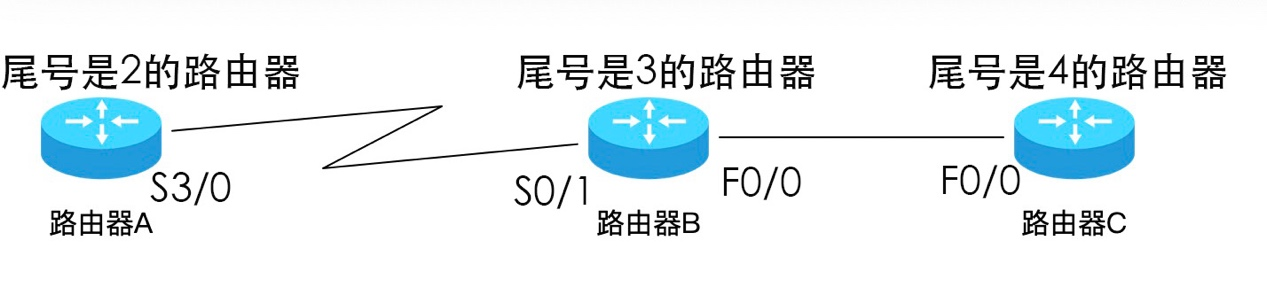 尾号是2的路由器
尾号是3的路由器
尾号是4的路由器
S3/0
S0/1
F0/0
F0/0
路由器A
路由器B
路由器C